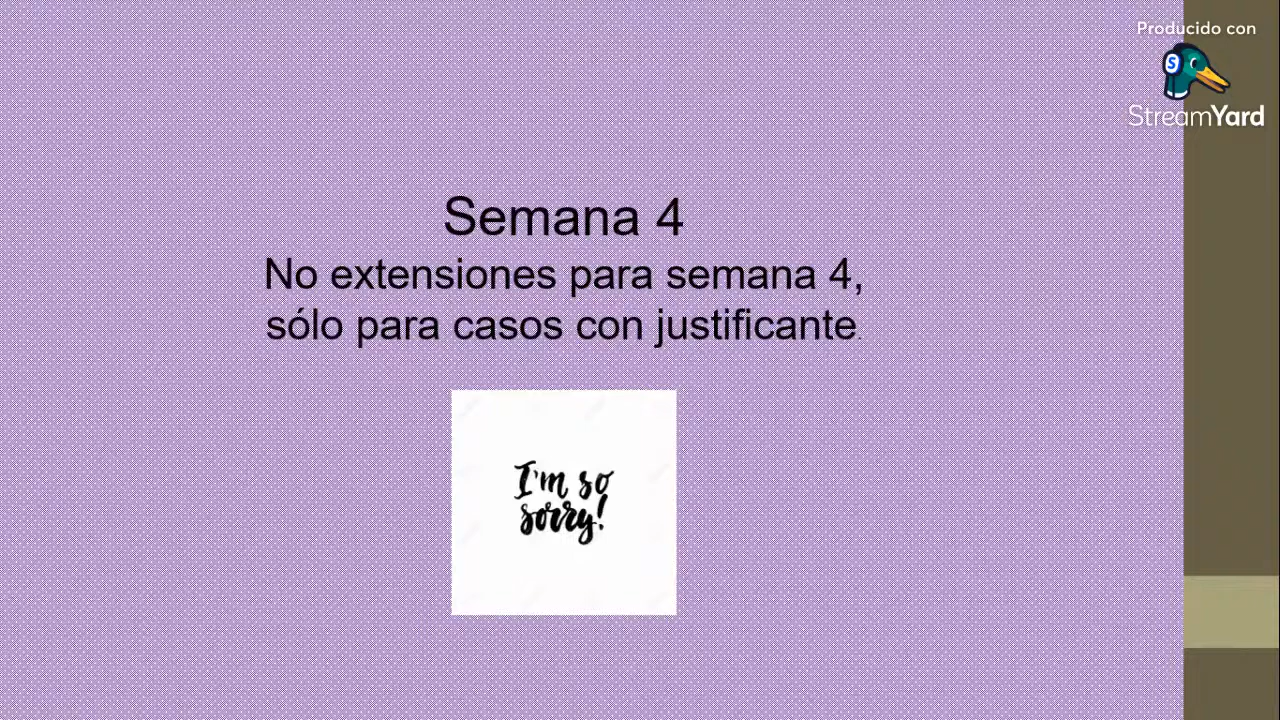 Producido con
S
StreamYard
Semana 4
No extensiones para semana 4,
sólo para casos con justificante.
I'm so
sorry!